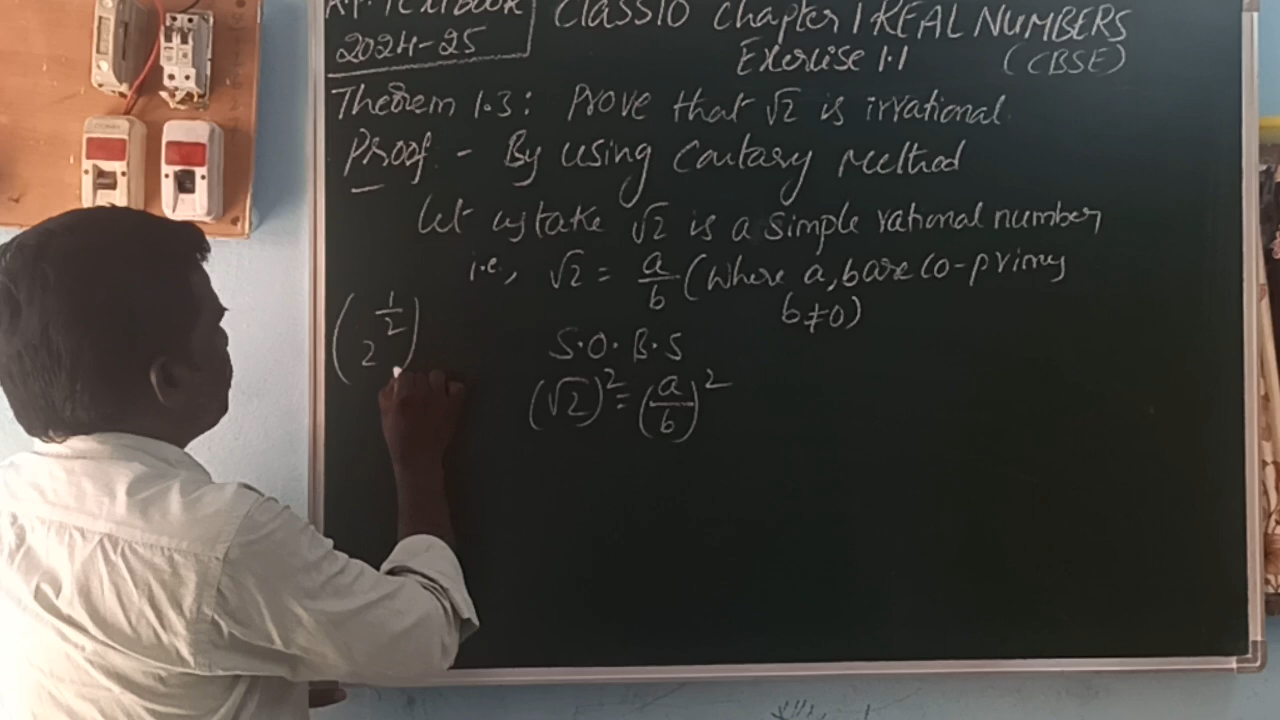 A.P. TEXTBOOK
2024-25
Class10 Chapter 1 REAL NUMBERS
Exercise 1.1 (CBSE)
Theorem 1.3: Prove that √2 is irrational.
Proof - By using Contary method
Let us take √2 is a simple rational number
i.e., √2 = a/b (where a, b are co-primes
b≠0)
S.O.B.S
(√2)² = (a/b)²
(2^1/2)